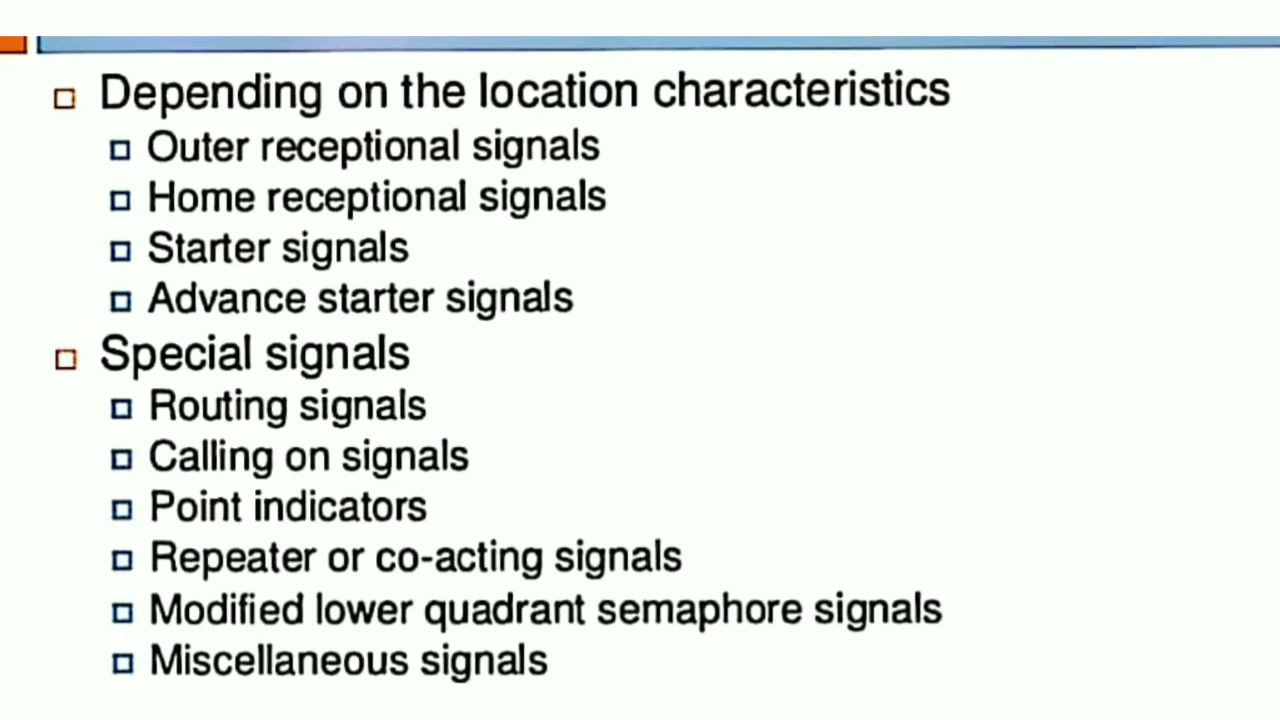 Depending on the location characteristics
Outer receptional signals
Home receptional signals
Starter signals
Advance starter signals
Special signals
Routing signals
Calling on signals
Point indicators
Repeater or co-acting signals
Modified lower quadrant semaphore signals
Miscellaneous signals